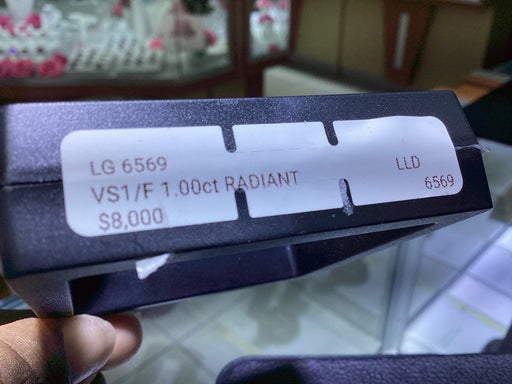 LG 6569
VS1/F 1.00ct RADIANT
$8,000
LLD
6569